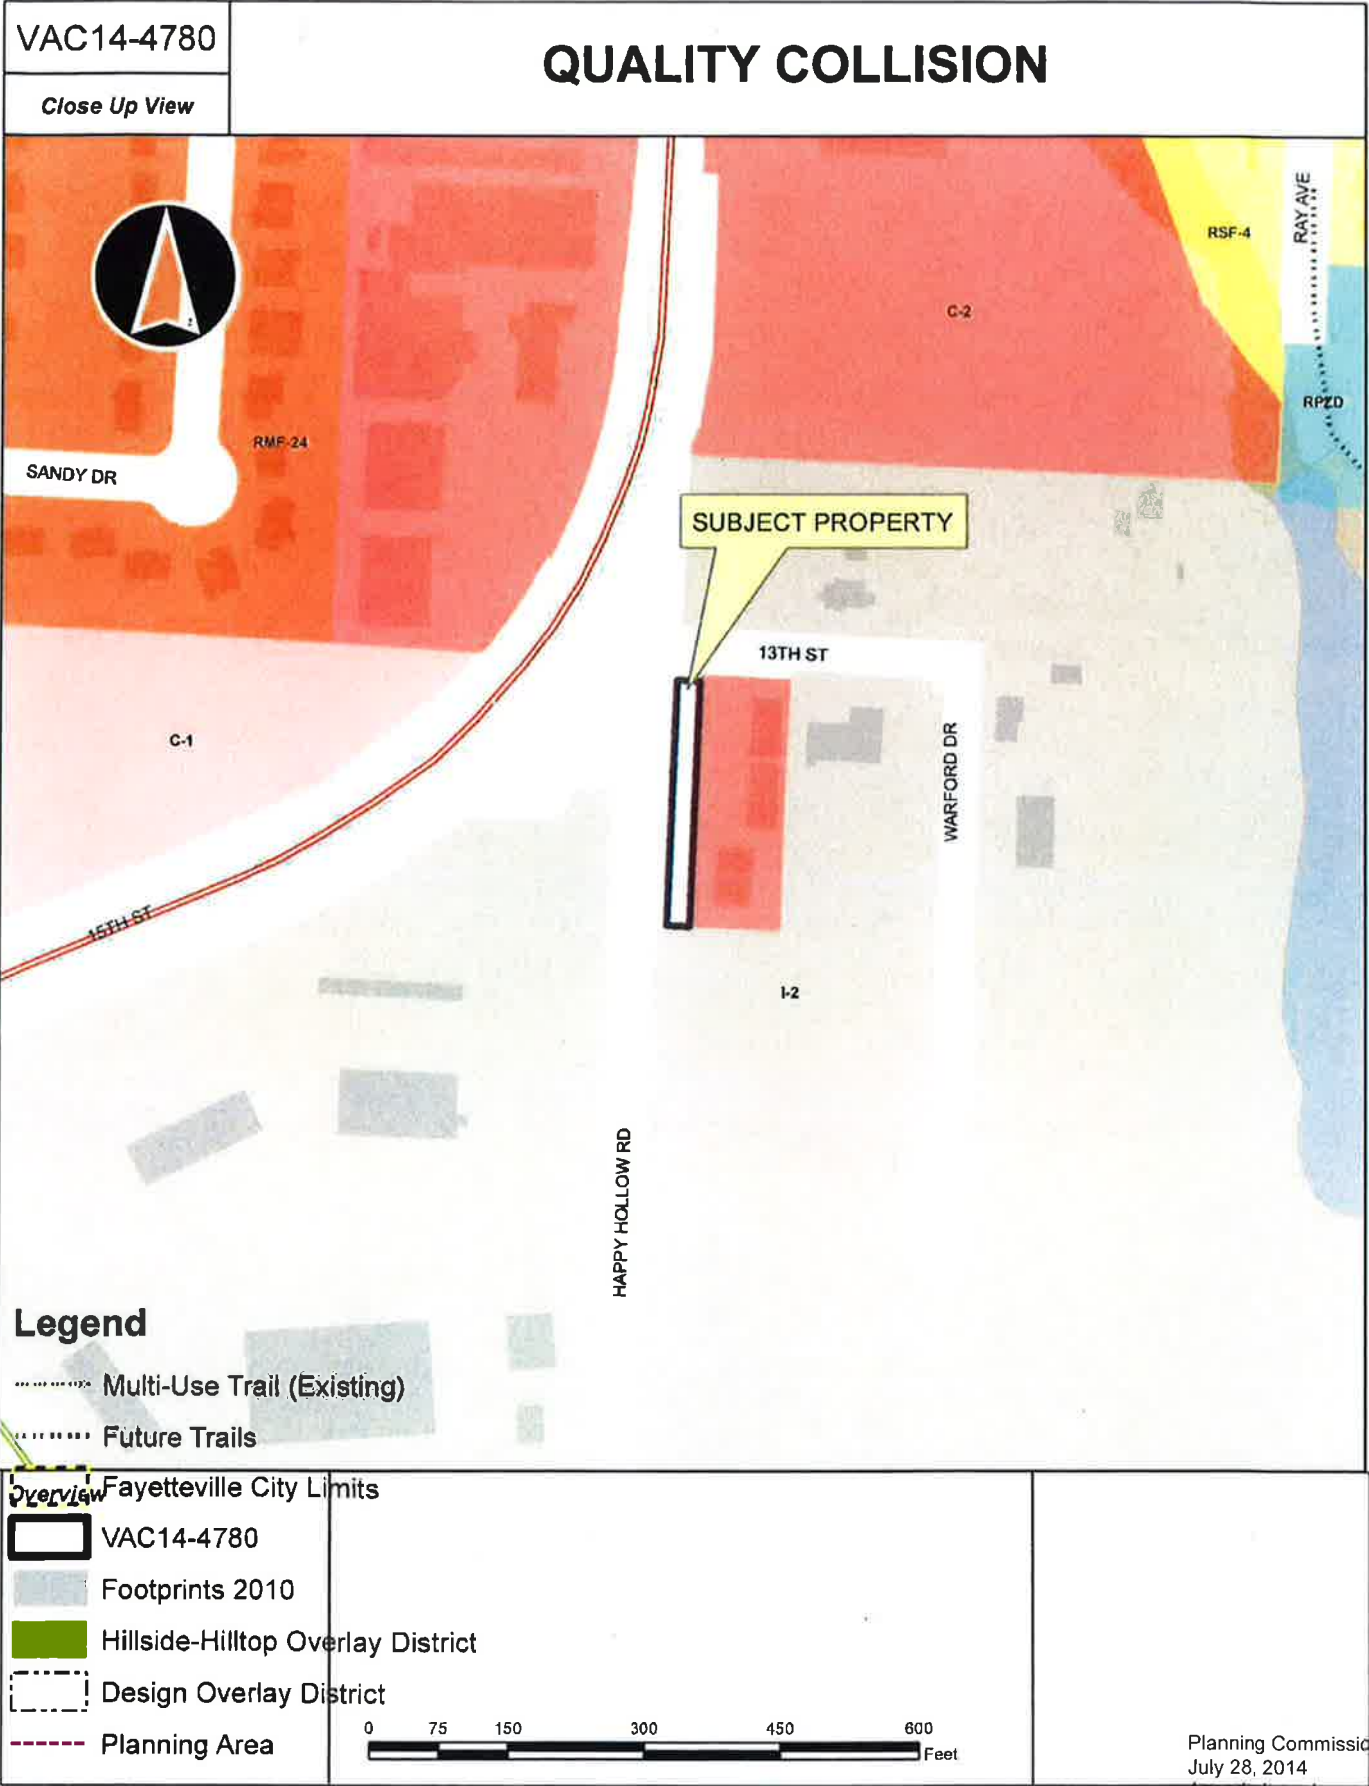 VAC14-4780
QUALITY COLLISION
Close Up View
RAY AVE
RSF-4
C-2
RPZD
RMF-24
SANDY DR
SUBJECT PROPERTY
13TH ST
C-1
WARFORD DR
15TH ST
I-2
HAPPY HOLLOW RD
Legend
Multi-Use Trail (Existing)
Future Trails
Overview
Fayetteville City Limits
VAC14-4780
Footprints 2010
Hillside-Hilltop Overlay District
Design Overlay District
Planning Area
0 75 150 300 450 600
Feet
Planning Commissio
July 28, 2014